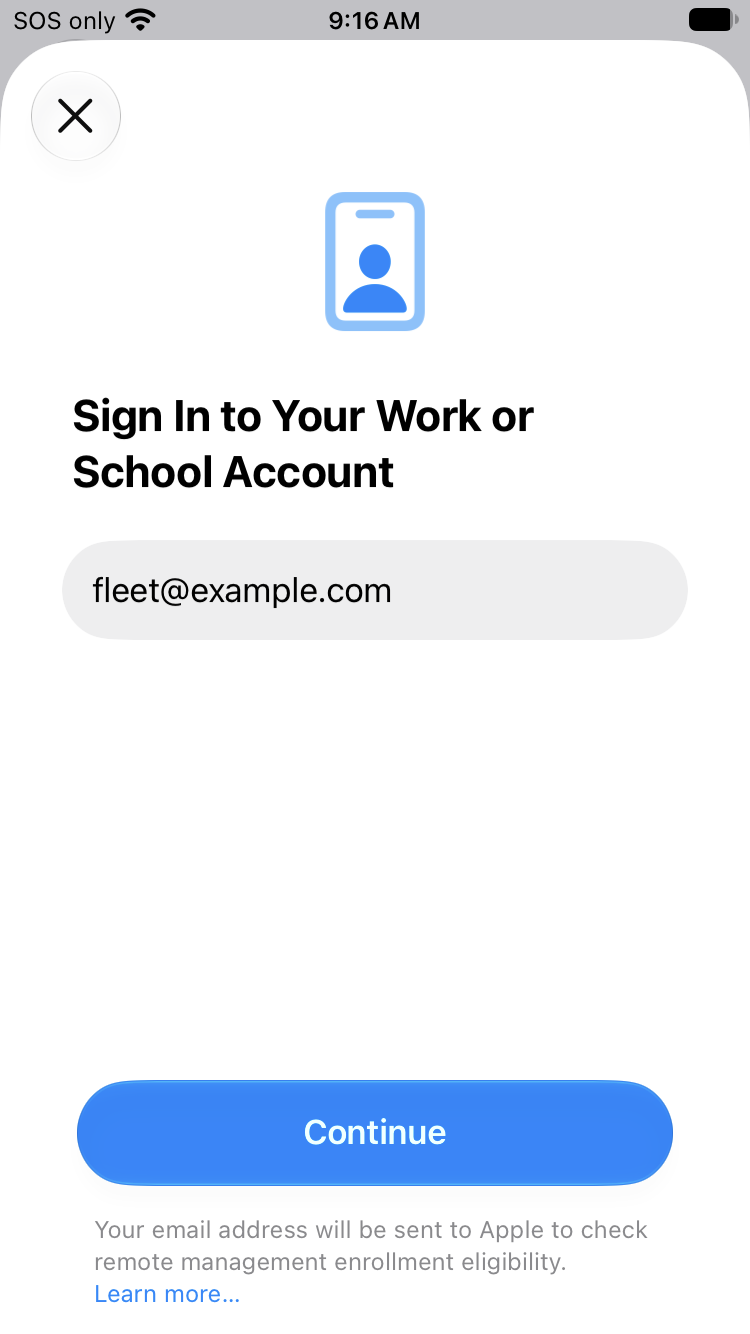 SOS only
9:16 AM
Sign In to Your Work or
School Account
fleet@example.com
Continue
Your email address will be sent to Apple to check
remote management enrollment eligibility.
Learn more...